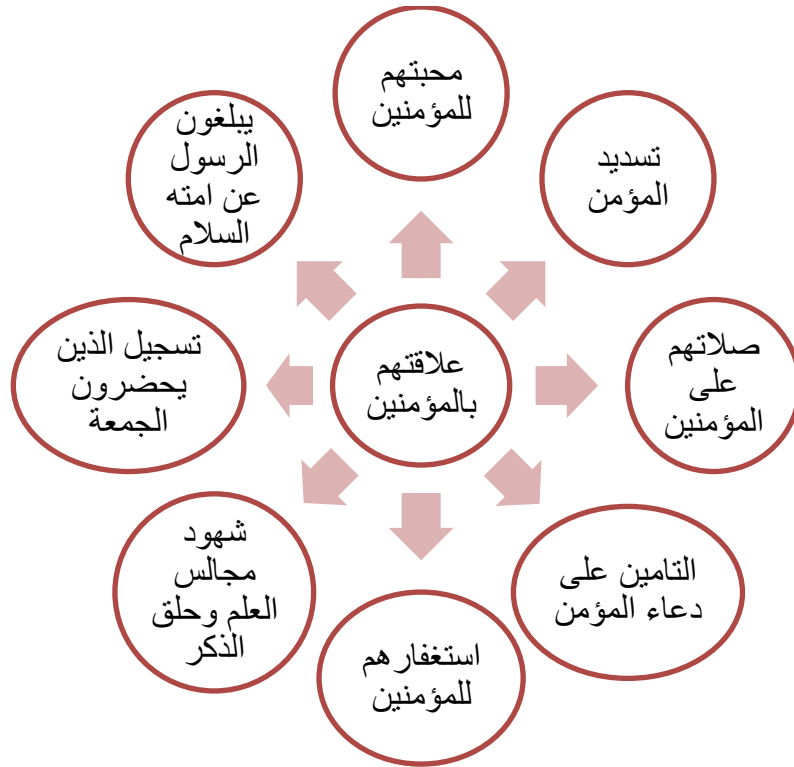 محبتهم
للمؤمنين
تسديد
المؤمن
صلاتهم
على
المؤمنين
التامين على
دعاء المؤمن
استغفارهم
للمؤمنين
شهود
مجالس
العلم وحلق
الذكر
تسجيل الذين
يحضرون
الجمعة
يبلغون
الرسول
عن امته
السلام
علاقتهم
بالمؤمنين